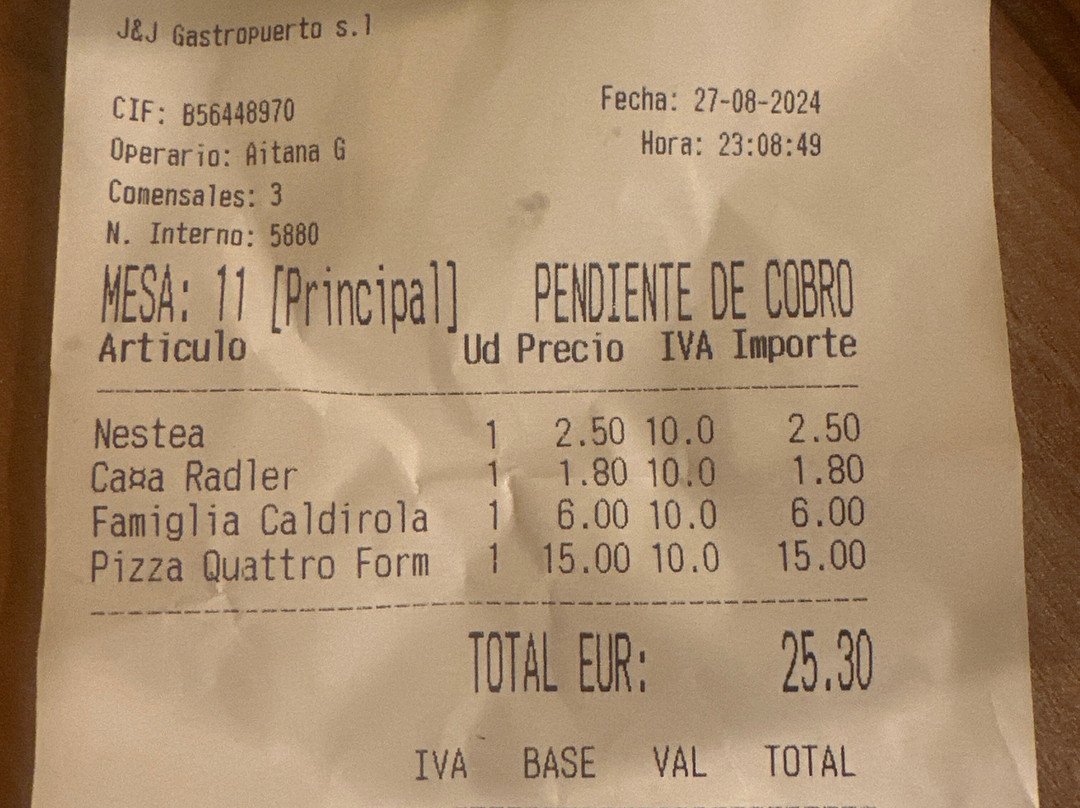 J&J Gastropuerto s.l
CIF: B56448970
Fecha: 27-08-2024
Operario: Aitana G
Hora: 23:08:49
Comensales: 3
N. Interno: 5880
MESA: 11 [Principal] PENDIENTE DE COBRO
Articulo Ud Precio IVA Importe
Nestea 1 2.50 10.0 2.50
Ca¤a Radler 1 1.80 10.0 1.80
Famiglia Caldirola 1 6.00 10.0 6.00
Pizza Quattro Form 1 15.00 10.0 15.00
TOTAL EUR: 25.30
IVA BASE VAL TOTAL